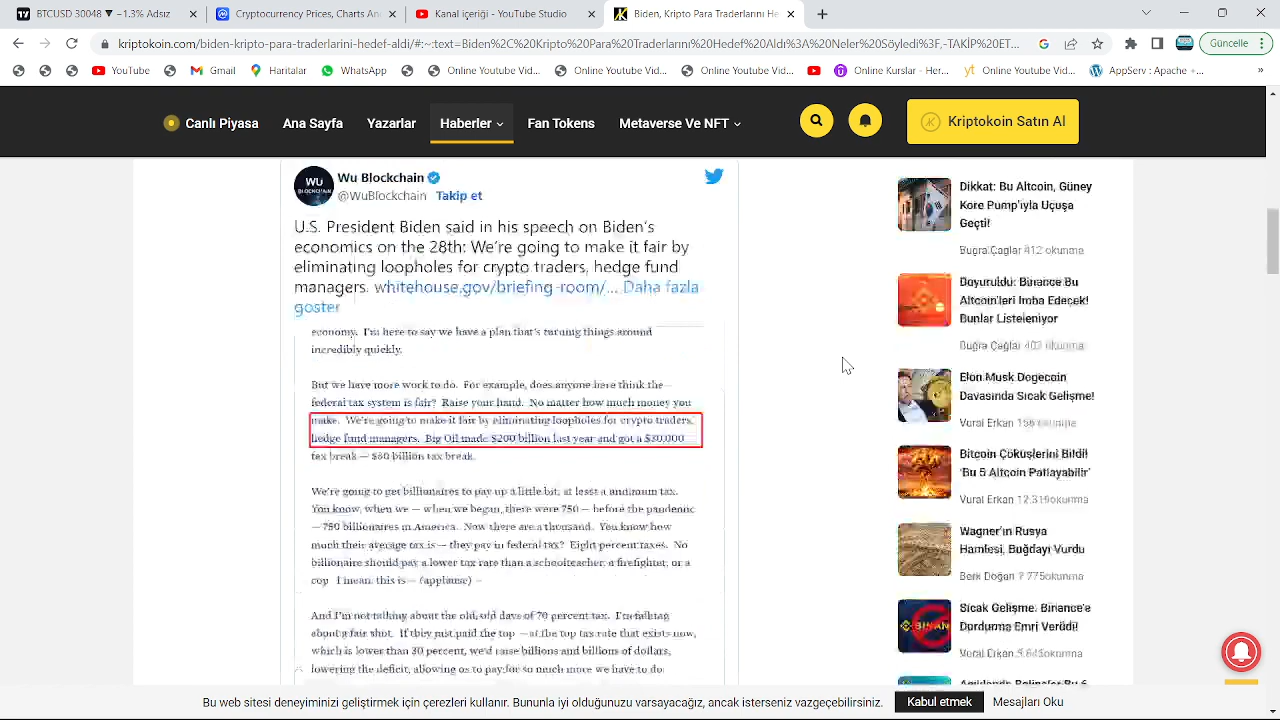 BTCUSD 30048 ▼ −1.3% Adsız
Cryptocurrency Prices, Charts An
Kanal içeriği - YouTube Studio
Biden, Kripto Para Traderlarını He
kriptokoin.com/biden-kripto-para-traderlarini-hedef-aldi/#:~:text=Biden%2C%20Kripto%20Para%20Traderlarını%20Hedef%20Aldı%3A%20Neler%20Söyledi%3F,-TAKİP%20ET...
Güncelle
YouTube
Gmail
Haritalar
WhatsApp
Online Youtube Vid...
Online Youtube Vid...
Online Youtube Vid...
Online Kurslar - Her...
Online Youtube Vid...
AppServ : Apache +...
»
Canlı Piyasa
Ana Sayfa
Yazarlar
Haberler
Fan Tokens
Metaverse Ve NFT
Kriptokoin Satın Al
WU
BLOCKCHAIN
Wu Blockchain
@WuBlockchain Takip et
U.S. President Biden said in his speech on Biden's
economics on the 28th: We're going to make it fair by
eliminating loopholes for crypto traders, hedge fund
managers. whitehouse.gov/briefing-room/... Daha fazla
göster
economy. I'm here to say we have a plan that's turning things around
incredibly quickly.
But we have more work to do. For example, does anyone here think the
federal tax system is fair? Raise your hand. No matter how much money you
make. We're going to make it fair by eliminating loopholes for crypto traders,
hedge fund managers. Big Oil made $200 billion last year and got a $30,000
tax break — $30 billion tax break.
We're going to get billionaires to pay up a little bit, at least a minimum tax.
You know, when we — when we began, there were 750 — before the pandemic
— 750 billionaires in America. Now there are a thousand. You know how
much their average tax is — they pay in federal tax? Eight percent taxes. No
billionaire should pay a lower tax rate than a schoolteacher, a firefighter, or a
cop. I mean, this is — (applause) —
And I'm not talking about the old, old days of 70 percent tax. I'm talking
about a fair shot. If they just paid the top — at the top tax rate that exists now,
which is lower than 30 percent, we'd raise billions and billions of dollars,
lowering the deficit, allowing us to pay for so much more we have to do.
Dikkat: Bu Altcoin, Güney
Kore Pump'ıyla Uçuşa
Geçti!
Buğra Çağlar 412 okunma
Duyuruldu: Binance Bu
Altcoin'leri İmha Edecek!
Bunlar Listeleniyor
Buğra Çağlar okunma
Elon Musk Dogecoin
Davasında Sıcak Gelişme!
Vural Erkan okunma
Bitcoin Çöküşlerini Bildi!
'Bu 5 Altcoin Patlayabilir'
Vural Erkan okunma
Wagner'in Rusya
Hamlesi, Buğdayı Vurdu
Berk Doğan okunma
Sıcak Gelişme: Binance'e
Durdurma Emri Verildi!
BINAN
Vural Erkan okunma
Açıkladı: Balinalar Bu 6
Yayımınızı geliştirmek için çerezleri kullanırız. Bununla iyi olduğunuzu varsayacağız ancak isterseniz vazgeçebilirsiniz.
Kabul etmek
Mesajları Oku